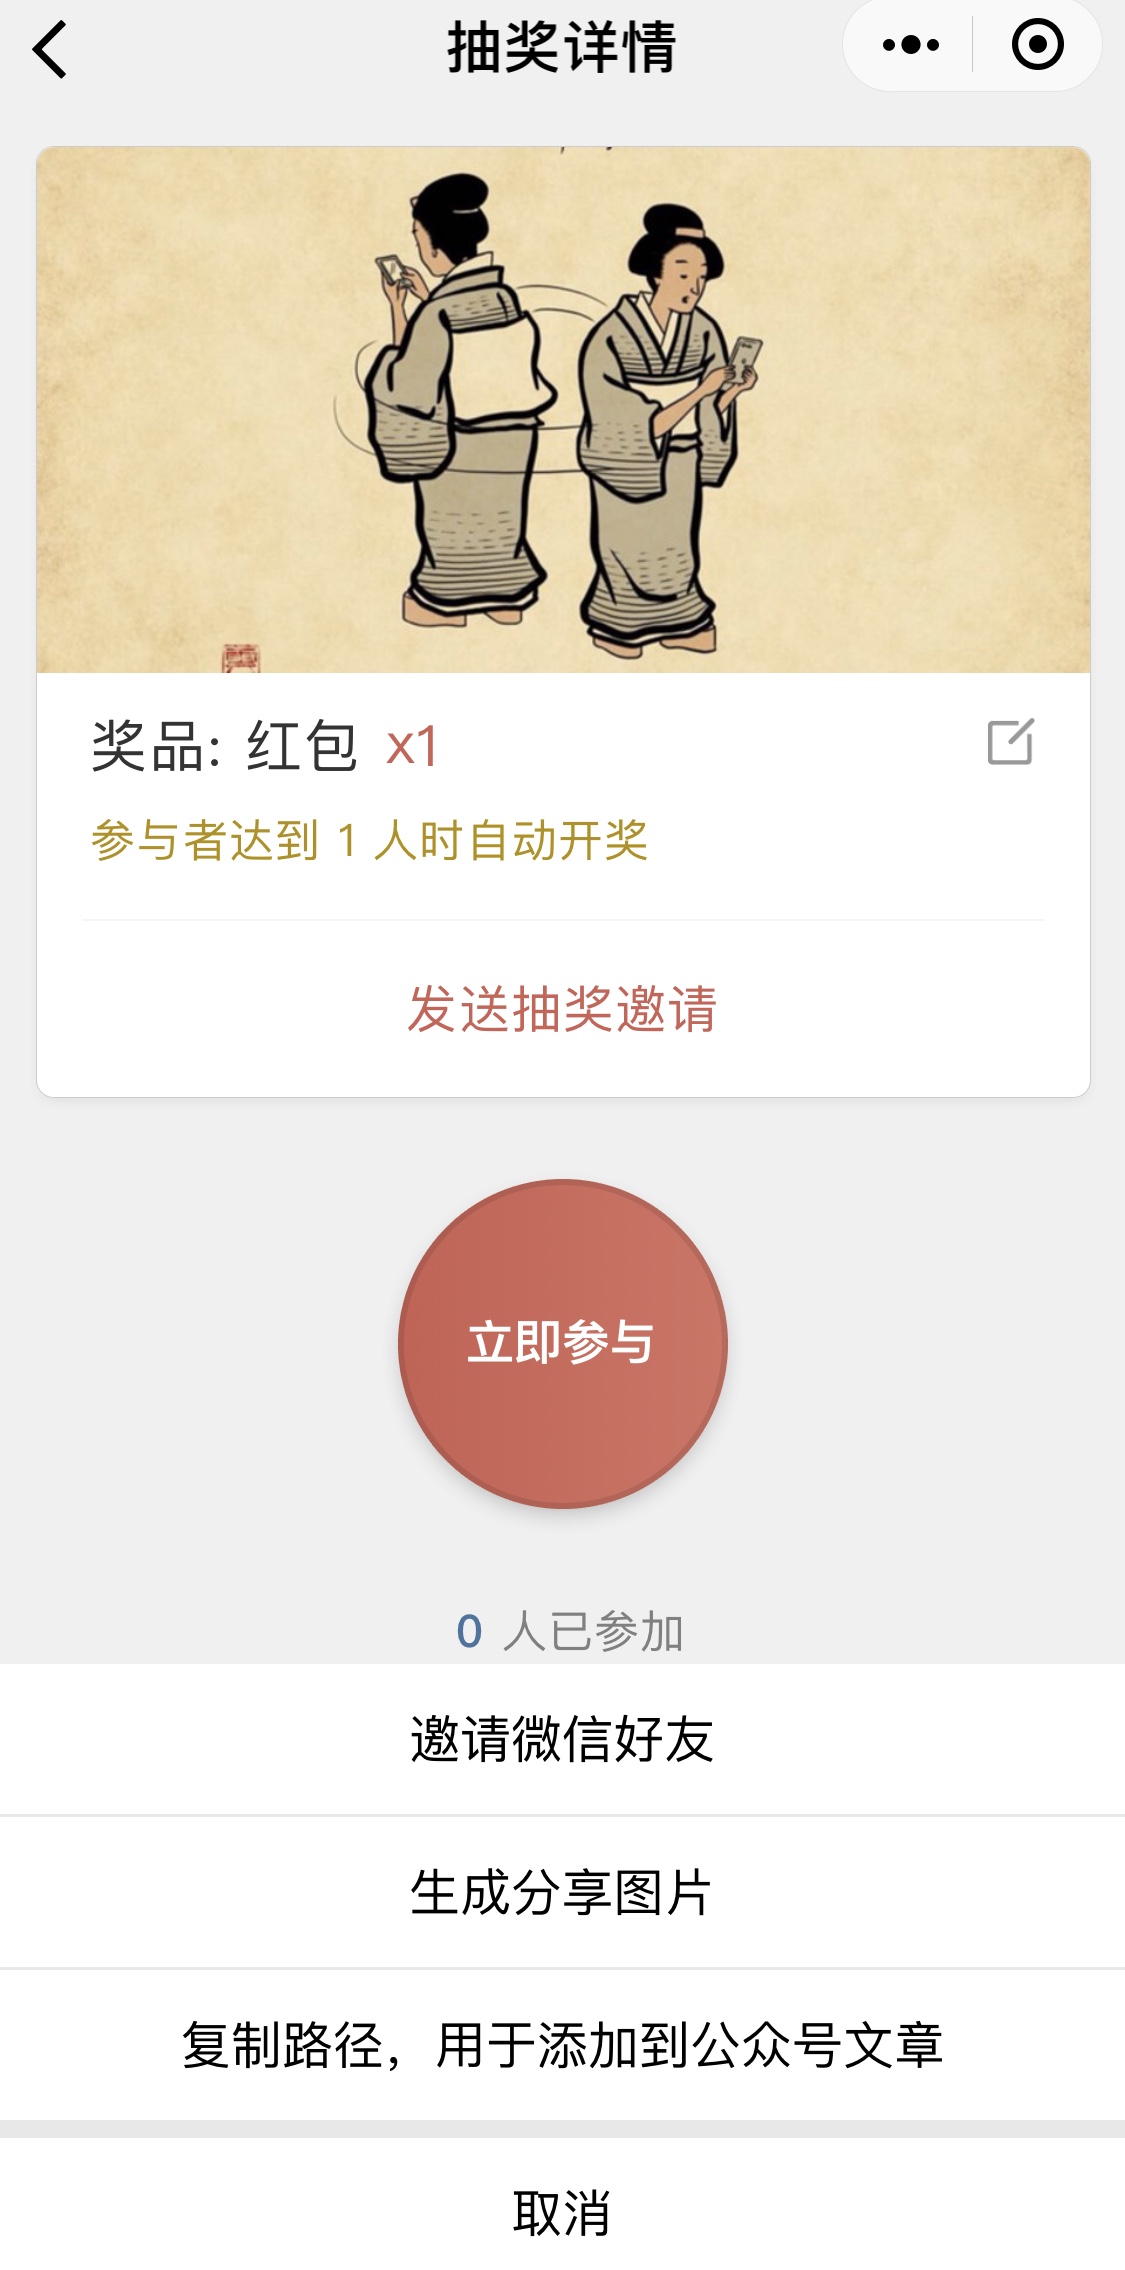 抽奖详情
奖品: 红包 x1
参与者达到 1 人时自动开奖
发送抽奖邀请
立即参与
0 人已参加
邀请微信好友
生成分享图片
复制路径，用于添加到公众号文章
取消